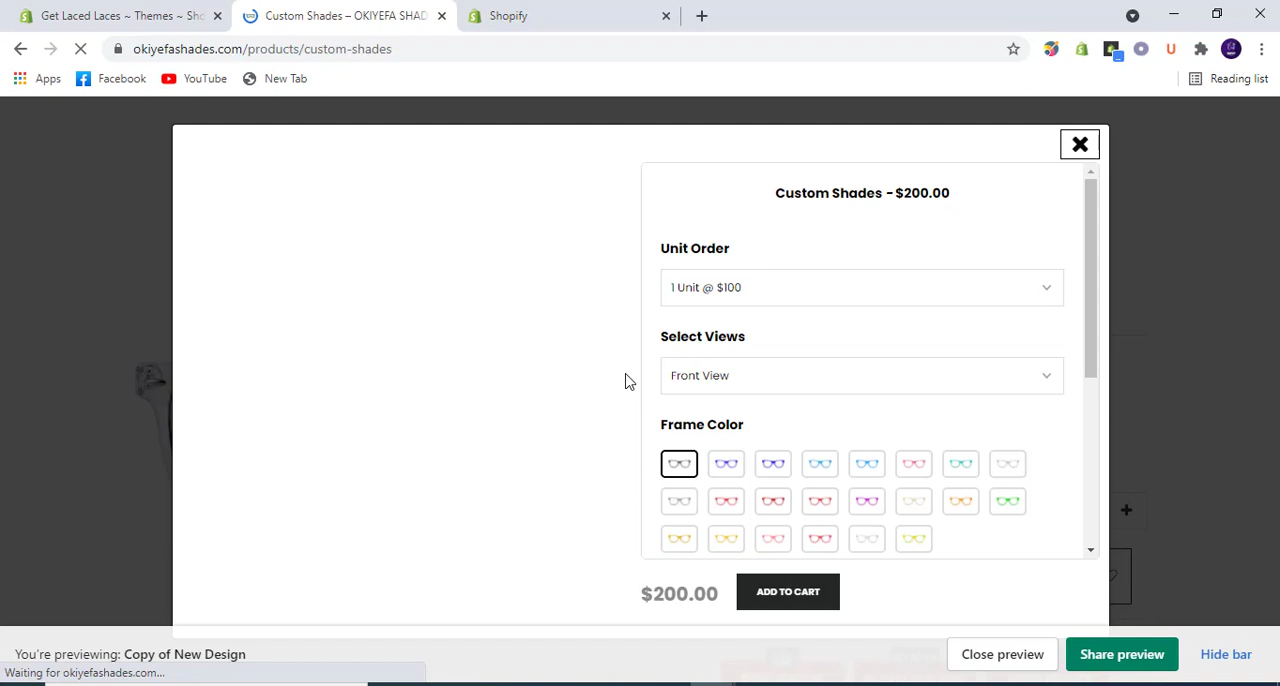 Get Laced Laces ~ Themes ~ Sho
Custom Shades – OKIYEFA SHAD
Shopify
okiyefashades.com/products/custom-shades
Apps
Facebook
YouTube
New Tab
Reading list
Custom Shades - $200.00
Unit Order
1 Unit @ $100
Select Views
Front View
Frame Color
$200.00
ADD TO CART
You're previewing: Copy of New Design
Close preview
Share preview
Hide bar
Waiting for okiyefashades.com...